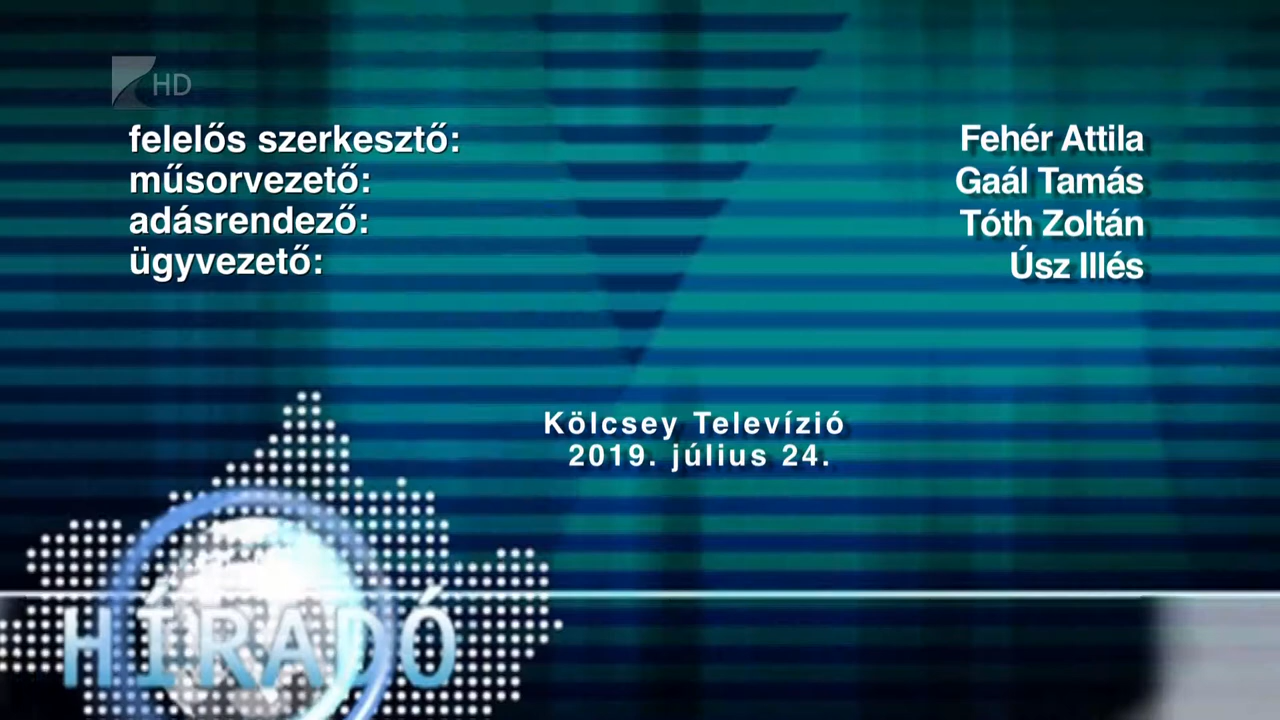 HD
felelős szerkesztő: Fehér Attila
műsorvezető: Gaál Tamás
adásrendező: Tóth Zoltán
ügyvezető: Úsz Illés
Kölcsey Televízió
2019. július 24.
HÍRADÓ